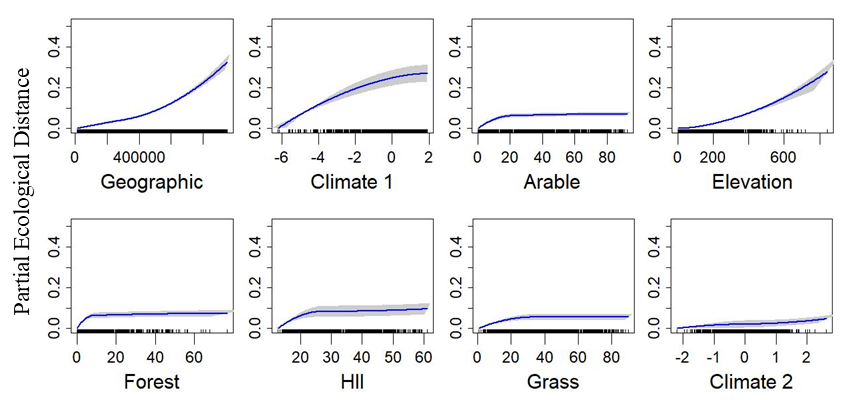 Partial Ecological Distance
0.0 0.2 0.4
0 400000
Geographic
0.0 0.2 0.4
-6 -4 -2 0 2
Climate 1
0.0 0.2 0.4
0 20 40 60 80
Arable
0.0 0.2 0.4
0 200 600
Elevation
0.0 0.2 0.4
0 20 40 60
Forest
0.0 0.2 0.4
20 30 40 50 60
HII
0.0 0.2 0.4
0 20 40 60 80
Grass
0.0 0.2 0.4
-2 -1 0 1 2
Climate 2